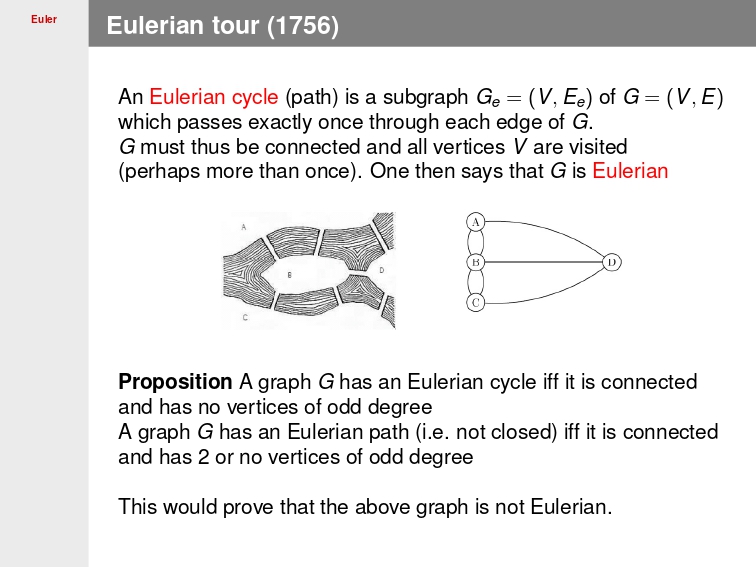 Euler
Eulerian tour (1756)
An Eulerian cycle (path) is a subgraph Gₑ = (V, Eₑ) of G = (V, E)
which passes exactly once through each edge of G.
G must thus be connected and all vertices V are visited
(perhaps more than once). One then says that G is Eulerian
A
B
C
D
A
B
C
D
Proposition A graph G has an Eulerian cycle iff it is connected
and has no vertices of odd degree
A graph G has an Eulerian path (i.e. not closed) iff it is connected
and has 2 or no vertices of odd degree
This would prove that the above graph is not Eulerian.